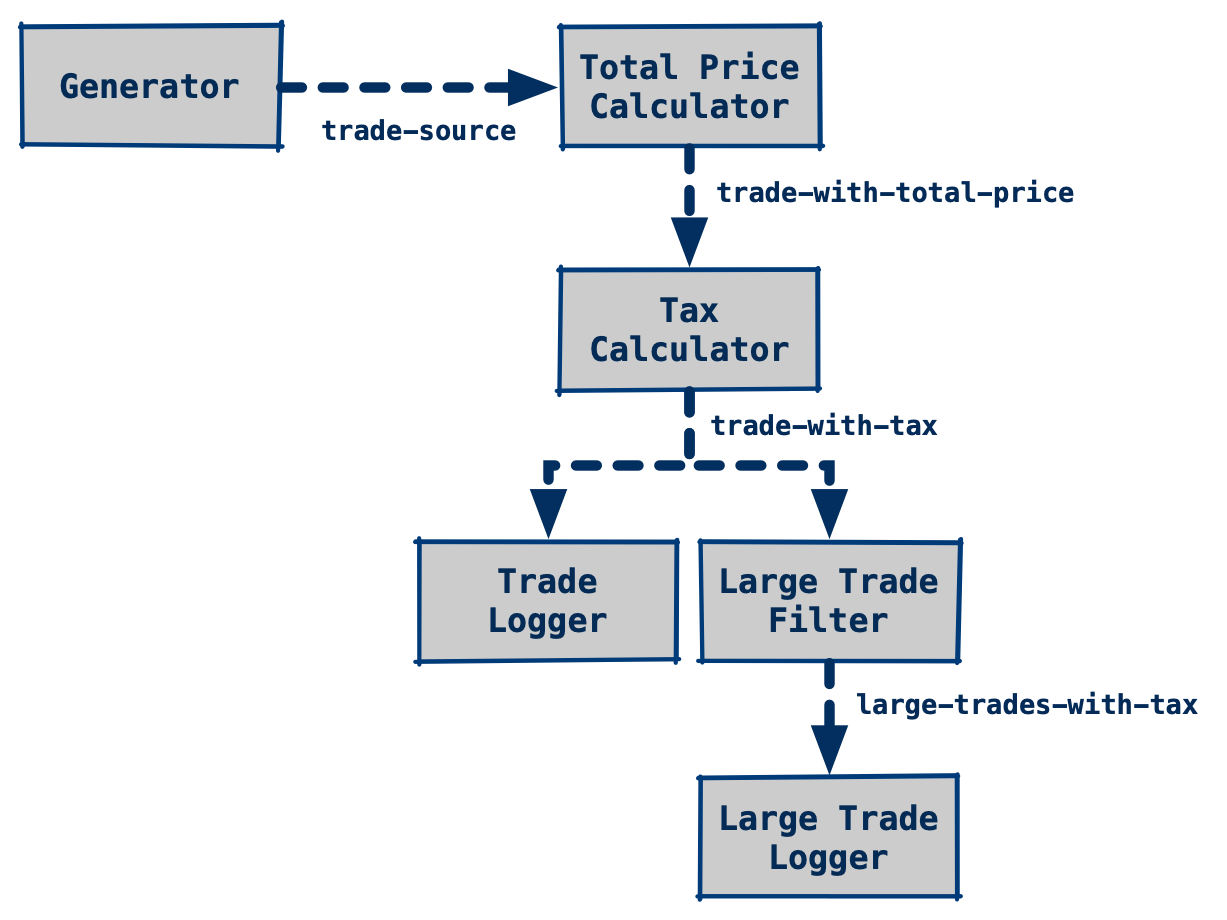 Generator
trade-source
Total Price
Calculator
trade-with-total-price
Tax
Calculator
trade-with-tax
Trade
Logger
Large Trade
Filter
large-trades-with-tax
Large Trade
Logger